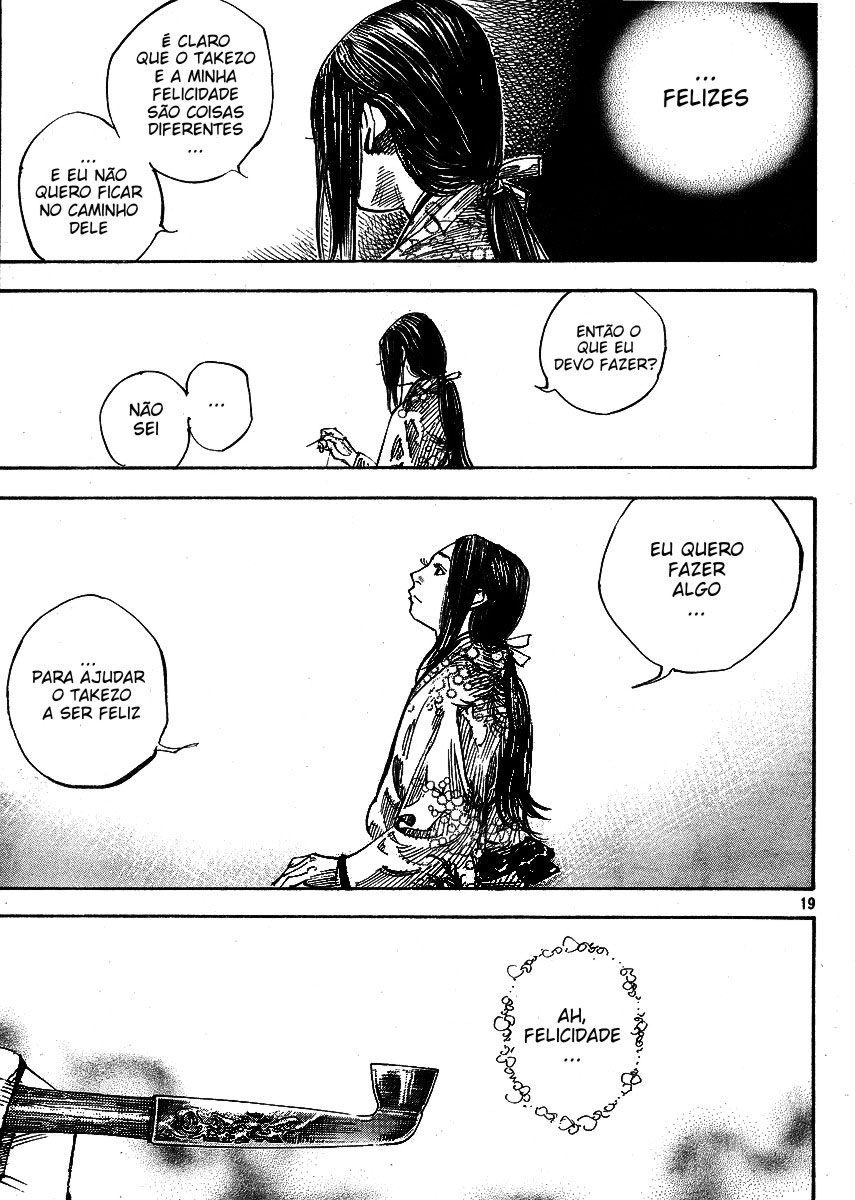 ...
FELIZES
É CLARO
QUE O TAKEZO
E A MINHA
FELICIDADE
SÃO COISAS
DIFERENTES
...
...
E EU NÃO
QUERO FICAR
NO CAMINHO
DELE
ENTÃO O
QUE EU
DEVO FAZER?
...
NÃO
SEI
EU QUERO
FAZER
ALGO
...
...
PARA AJUDAR
O TAKEZO
A SER FELIZ
19
AH,
FELICIDADE
...